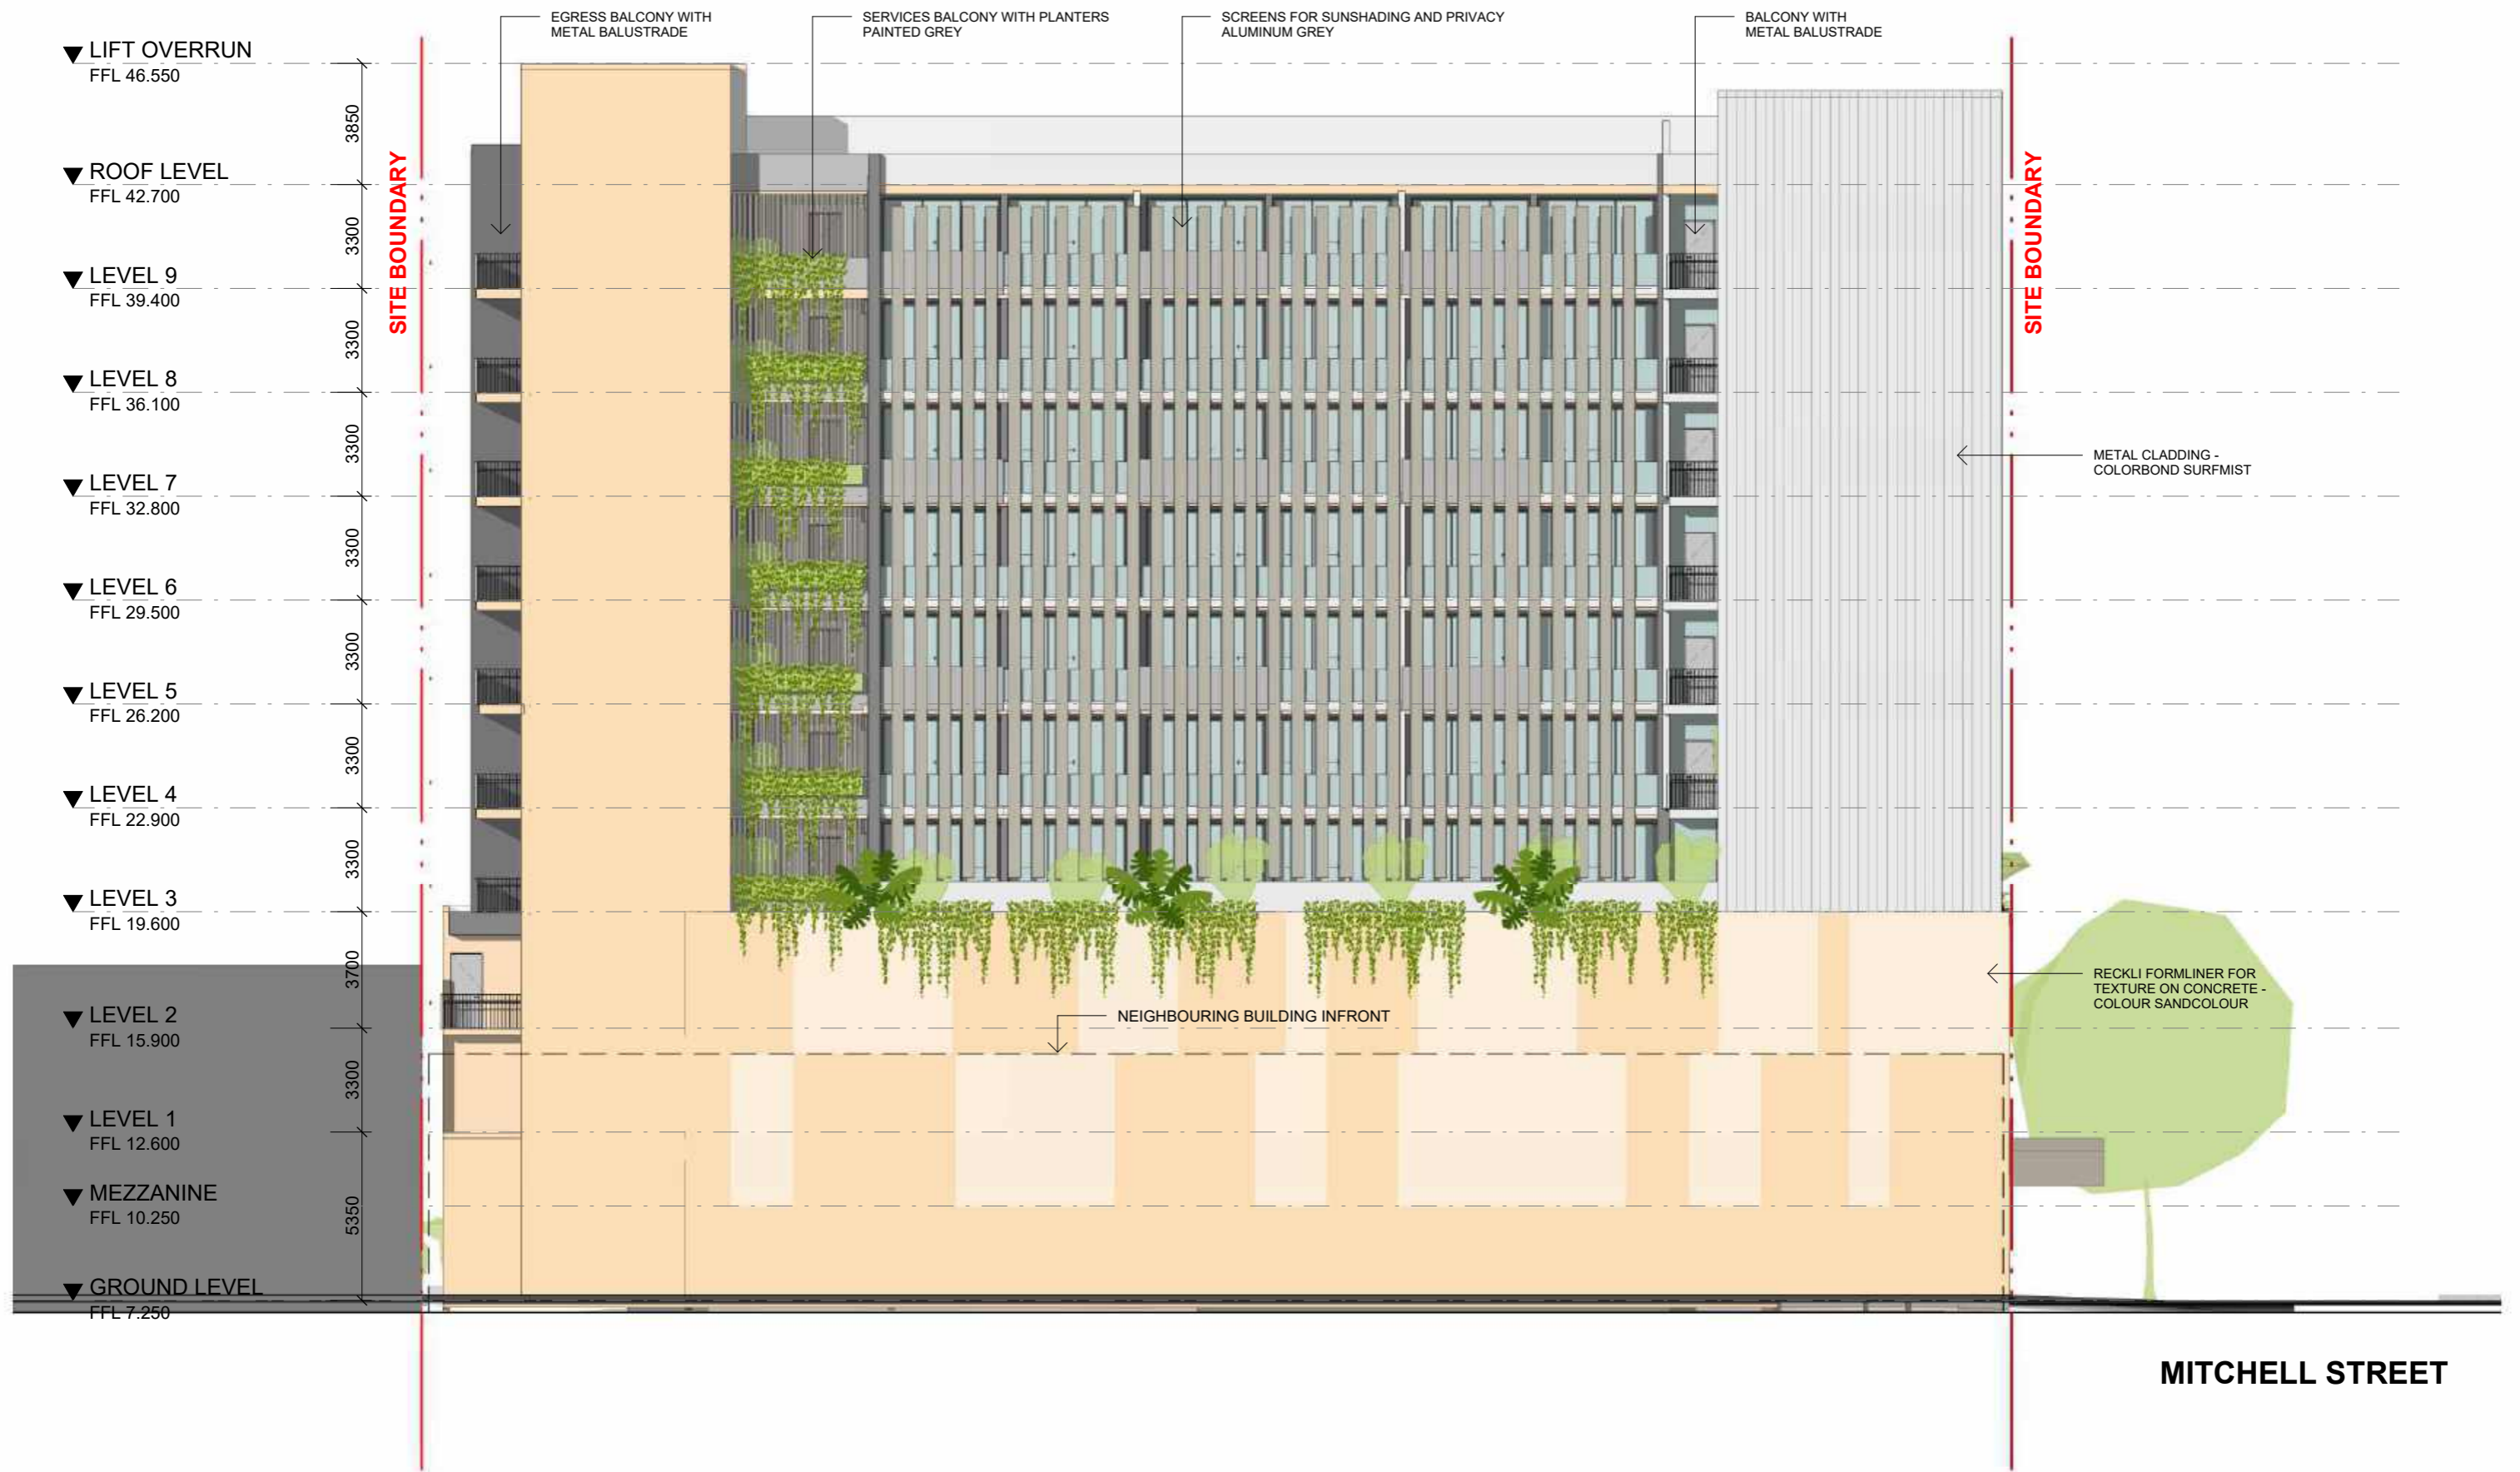 EGRESS BALCONY WITH
METAL BALUSTRADE
SERVICES BALCONY WITH PLANTERS
PAINTED GREY
SCREENS FOR SUNSHADING AND PRIVACY
ALUMINUM GREY
BALCONY WITH
METAL BALUSTRADE
LIFT OVERRUN
FFL 46.550
3850
ROOF LEVEL
FFL 42.700
SITE BOUNDARY
SITE BOUNDARY
3300
LEVEL 9
FFL 39.400
3300
LEVEL 8
FFL 36.100
3300
METAL CLADDING -
COLORBOND SURFMIST
LEVEL 7
FFL 32.800
3300
LEVEL 6
FFL 29.500
3300
LEVEL 5
FFL 26.200
3300
LEVEL 4
FFL 22.900
3300
LEVEL 3
FFL 19.600
3700
RECKLI FORMLINER FOR
TEXTURE ON CONCRETE -
COLOUR SANDCOLOUR
LEVEL 2
FFL 15.900
NEIGHBOURING BUILDING INFRONT
3300
LEVEL 1
FFL 12.600
MEZZANINE
FFL 10.250
5350
GROUND LEVEL
FFL 7.250
MITCHELL STREET